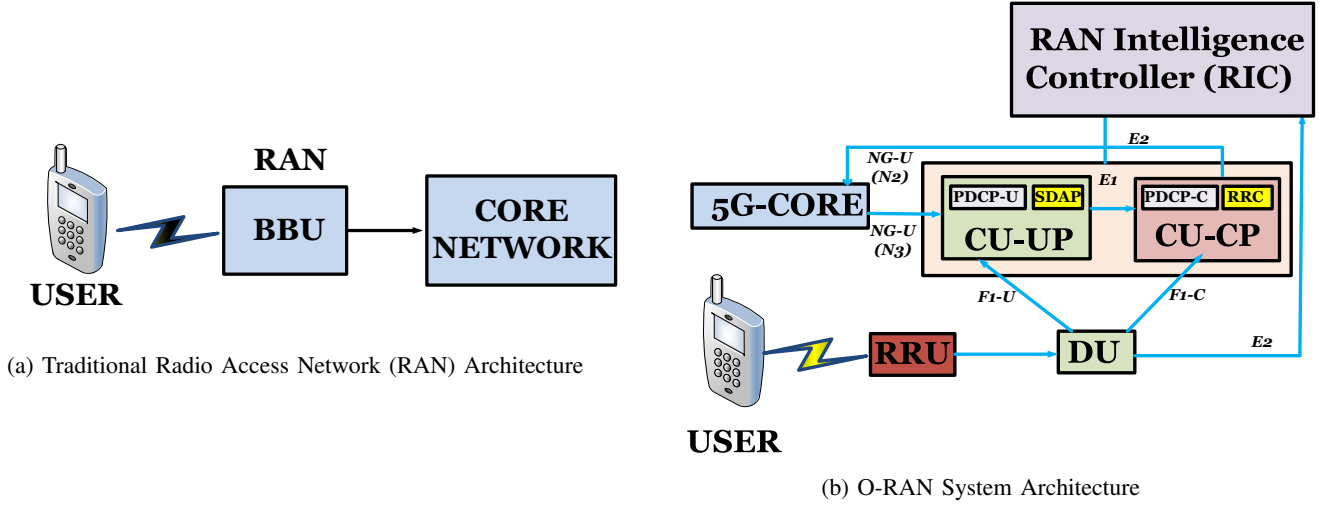 RAN
BBU
CORE
NETWORK
USER
(a) Traditional Radio Access Network (RAN) Architecture
RAN Intelligence
Controller (RIC)
E2
NG-U
(N2)
E1
5G-CORE
PDCP-U
SDAP
PDCP-C
RRC
CU-UP
CU-CP
NG-U
(N3)
F1-U
F1-C
RRU
DU
E2
USER
(b) O-RAN System Architecture